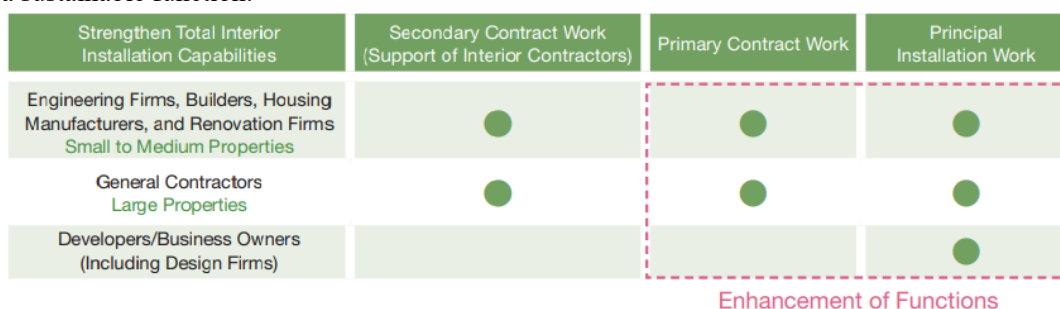 Strengthen Total Interior
Installation Capabilities
Secondary Contract Work
(Support of Interior Contractors)
Primary Contract Work
Principal
Installation Work
Engineering Firms, Builders, Housing
Manufacturers, and Renovation Firms
Small to Medium Properties
General Contractors
Large Properties
Developers/Business Owners
(Including Design Firms)
Enhancement of Functions